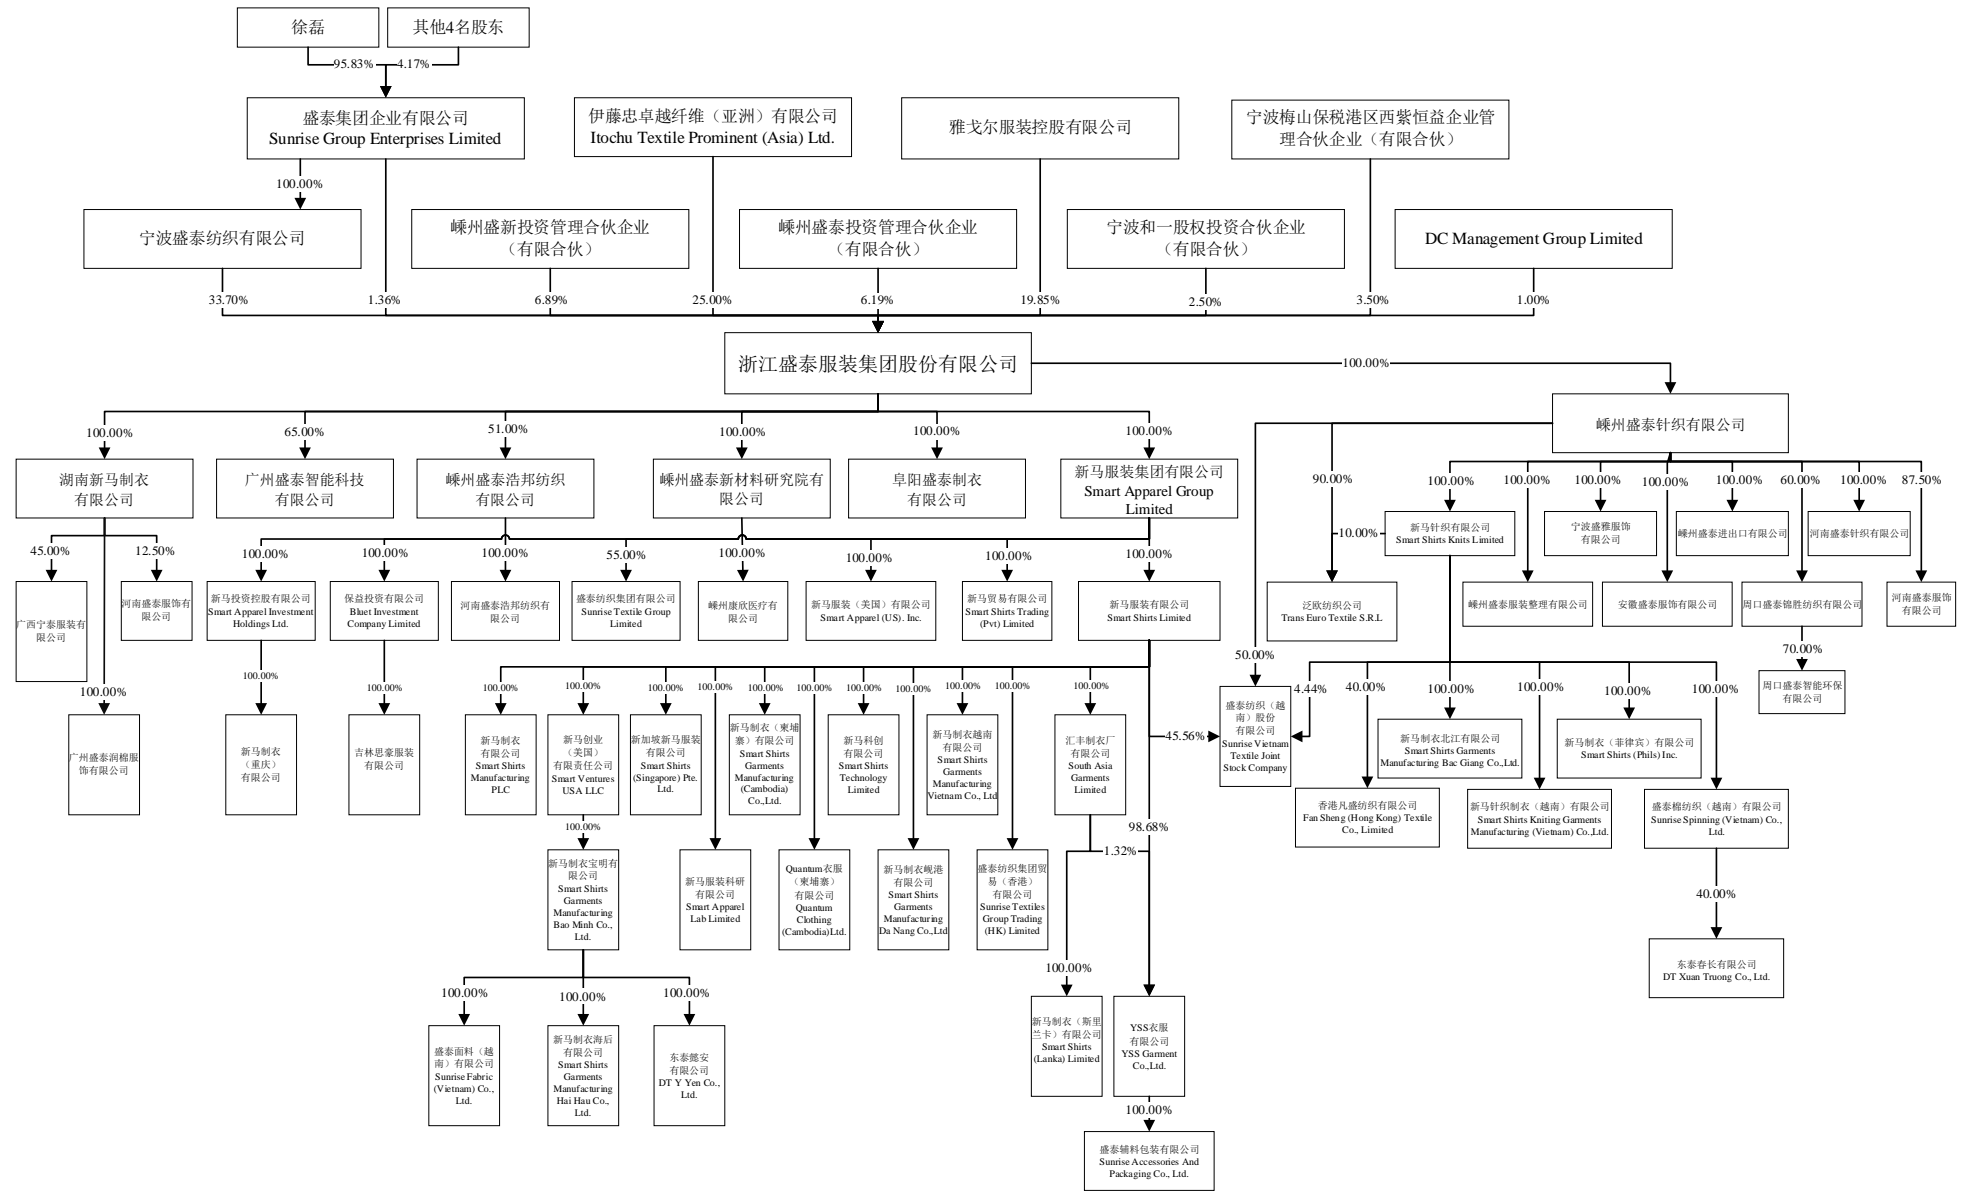 徐磊
其他4名股东
95.83%
4.17%
盛泰集团企业有限公司
Sunrise Group Enterprises Limited
伊藤忠卓越纤维（亚洲）有限公司
Itochu Textile Prominent (Asia) Ltd.
雅戈尔服装控股有限公司
宁波梅山保税港区西紫恒益企业管
理合伙企业（有限合伙）
100.00%
宁波盛泰纺织有限公司
嵊州盛新投资管理合伙企业
（有限合伙）
嵊州盛泰投资管理合伙企业
（有限合伙）
宁波和一股权投资合伙企业
（有限合伙）
DC Management Group Limited
33.70%
1.36%
6.89%
25.00%
6.19%
19.85%
2.50%
3.50%
1.00%
浙江盛泰服装集团股份有限公司
100.00%
嵊州盛泰针织有限公司
100.00%
65.00%
51.00%
100.00%
100.00%
100.00%
湖南新马制衣
有限公司
广州盛泰智能科技
有限公司
嵊州盛泰浩邦纺织
有限公司
嵊州盛泰新材料研究院有
限公司
阜阳盛泰制衣
有限公司
新马服装集团有限公司
Smart Apparel Group
Limited
90.00%
100.00%
100.00%
100.00%
100.00%
100.00%
60.00%
100.00%
87.50%
10.00%
新马针织有限公司
Smart Shirts Knits Limited
宁波盛雅服饰
有限公司
嵊州盛泰进出口有限公司
河南盛泰针织有限公司
45.00%
12.50%
100.00%
100.00%
100.00%
55.00%
100.00%
100.00%
100.00%
100.00%
广西宁泰服装有
限公司
河南盛泰服饰有
限公司
新马投资控股有限公司
Smart Apparel Investment
Holdings Ltd.
保益投资有限公司
Bluet Investment
Company Limited
河南盛泰浩邦纺织有
限公司
盛泰纺织集团有限公司
Sunrise Textile Group
Limited
嵊州康欣医疗有
限公司
新马服装（美国）有限公司
Smart Apparel (US). Inc.
新马贸易有限公司
Smart Shirts Trading
(Pvt) Limited
新马服装有限公司
Smart Shirts Limited
泛欧纺织公司
Trans Euro Textile S.R.L
嵊州盛泰服装整理有限公司
安徽盛泰服饰有限公司
周口盛泰锦胜纺织有限公司
河南盛泰服饰
有限公司
100.00%
100.00%
100.00%
50.00%
70.00%
周口盛泰智能环保
有限公司
广州盛泰润棉服
饰有限公司
新马制衣
（重庆）
有限公司
吉林思豪服装
有限公司
100.00%
100.00%
100.00%
100.00%
100.00%
100.00%
100.00%
100.00%
100.00%
100.00%
100.00%
4.44%
40.00%
100.00%
100.00%
100.00%
100.00%
新马制衣
有限公司
Smart Shirts
Manufacturing
PLC
新马创业
（美国）
有限责任公司
Smart Ventures
USA LLC
新加坡新马服装
有限公司
Smart Shirts
(Singapore) Pte.
Ltd.
新马制衣（柬埔
寨）有限公司
Smart Shirts
Garments
Manufacturing
(Cambodia)
Co.,Ltd.
新马科创
有限公司
Smart Shirts
Technology
Limited
新马制衣越南
有限公司
Smart Shirts
Garments
Manufacturing
Vietnam Co., Ltd
汇丰制衣厂
有限公司
South Asia
Garments
Limited
45.56%
盛泰纺织（越
南）股份
有限公司
Sunrise Vietnam
Textile Joint
Stock Company
新马制衣北江有限公司
Smart Shirts Garments
Manufacturing Bac Giang Co.,Ltd.
新马制衣（菲律宾）有限公司
Smart Shirts (Phils) Inc.
香港凡盛纺织有限公司
Fan Sheng (Hong Kong) Textile
Co., Limited
新马针织制衣（越南）有限公司
Smart Shirts Kniting Garments
Manufacturing (Vietnam) Co.,Ltd.
盛泰棉纺织（越南）有限公司
Sunrise Spinning (Vietnam) Co.,
Ltd.
100.00%
98.68%
1.32%
新马制衣宝明有
限公司
Smart Shirts
Garments
Manufacturing
Bao Minh Co.,
Ltd.
新马服装科研
有限公司
Smart Apparel
Lab Limited
Quantum衣服
（柬埔寨）
有限公司
Quantum
Clothing
(Cambodia)Ltd.
新马制衣岘港
有限公司
Smart Shirts
Garments
Manufacturing
Da Nang Co.,Ltd
盛泰纺织集团贸
易（香港）
有限公司
Sunrise Textiles
Group Trading
(HK) Limited
40.00%
东泰春长有限公司
DT Xuan Truong Co., Ltd.
100.00%
100.00%
100.00%
100.00%
盛泰面料（越
南）有限公司
Sunrise Fabric
(Vietnam) Co.,
Ltd.
新马制衣海后
有限公司
Smart Shirts
Garments
Manufacturing
Hai Hau Co.,
Ltd.
东泰懿安
有限公司
DT Y Yen Co.,
Ltd.
新马制衣（斯里
兰卡）有限公司
Smart Shirts
(Lanka) Limited
YSS衣服
有限公司
YSS Garment
Co.,Ltd.
100.00%
盛泰辅料包装有限公司
Sunrise Accessories And
Packaging Co., Ltd.